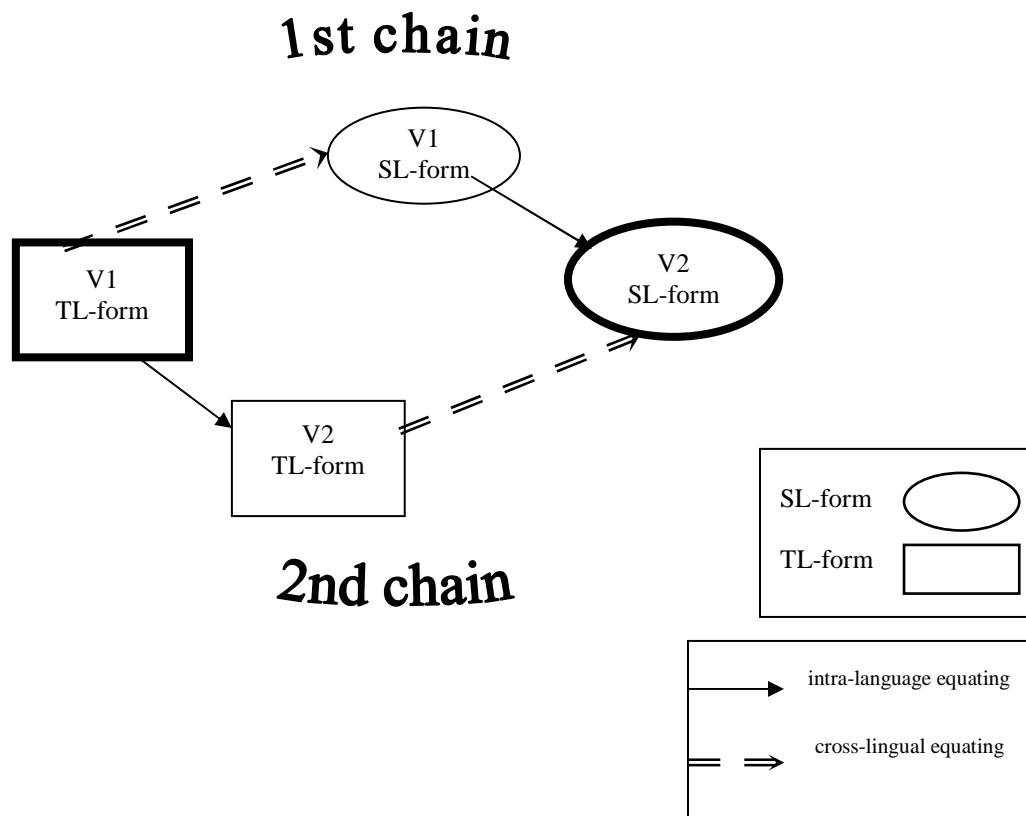 1st chain
V1
SL-form
V1
TL-form
V2
SL-form
V2
TL-form
2nd chain
SL-form
TL-form
intra-language equating
cross-lingual equating